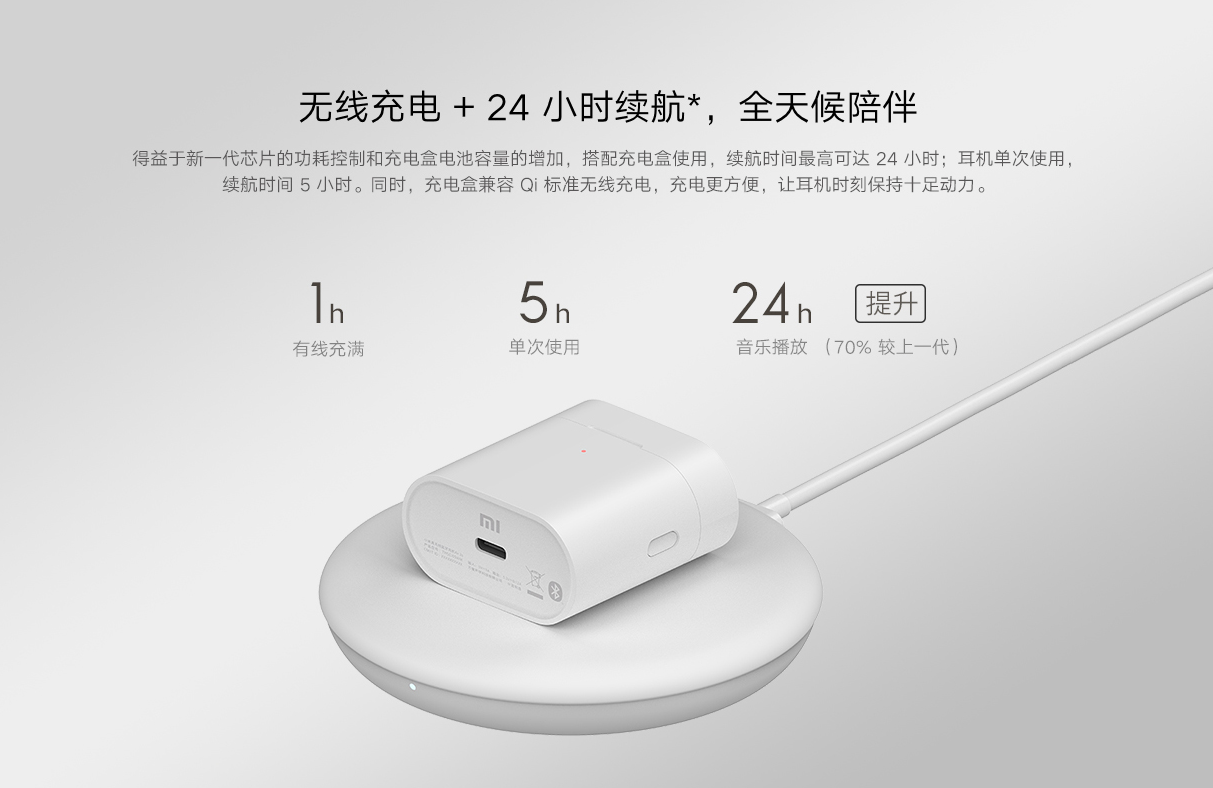 无线充电 + 24 小时续航*，全天候陪伴
得益于新一代芯片的功耗控制和充电盒电池容量的增加，搭配充电盒使用，续航时间最高可达 24 小时；耳机单次使用，
续航时间 5 小时。同时，充电盒兼容 Qi 标准无线充电，充电更方便，让耳机时刻保持十足动力。
1h 5h 24h 提升
有线充满 单次使用 音乐播放 （70% 较上一代）
mi